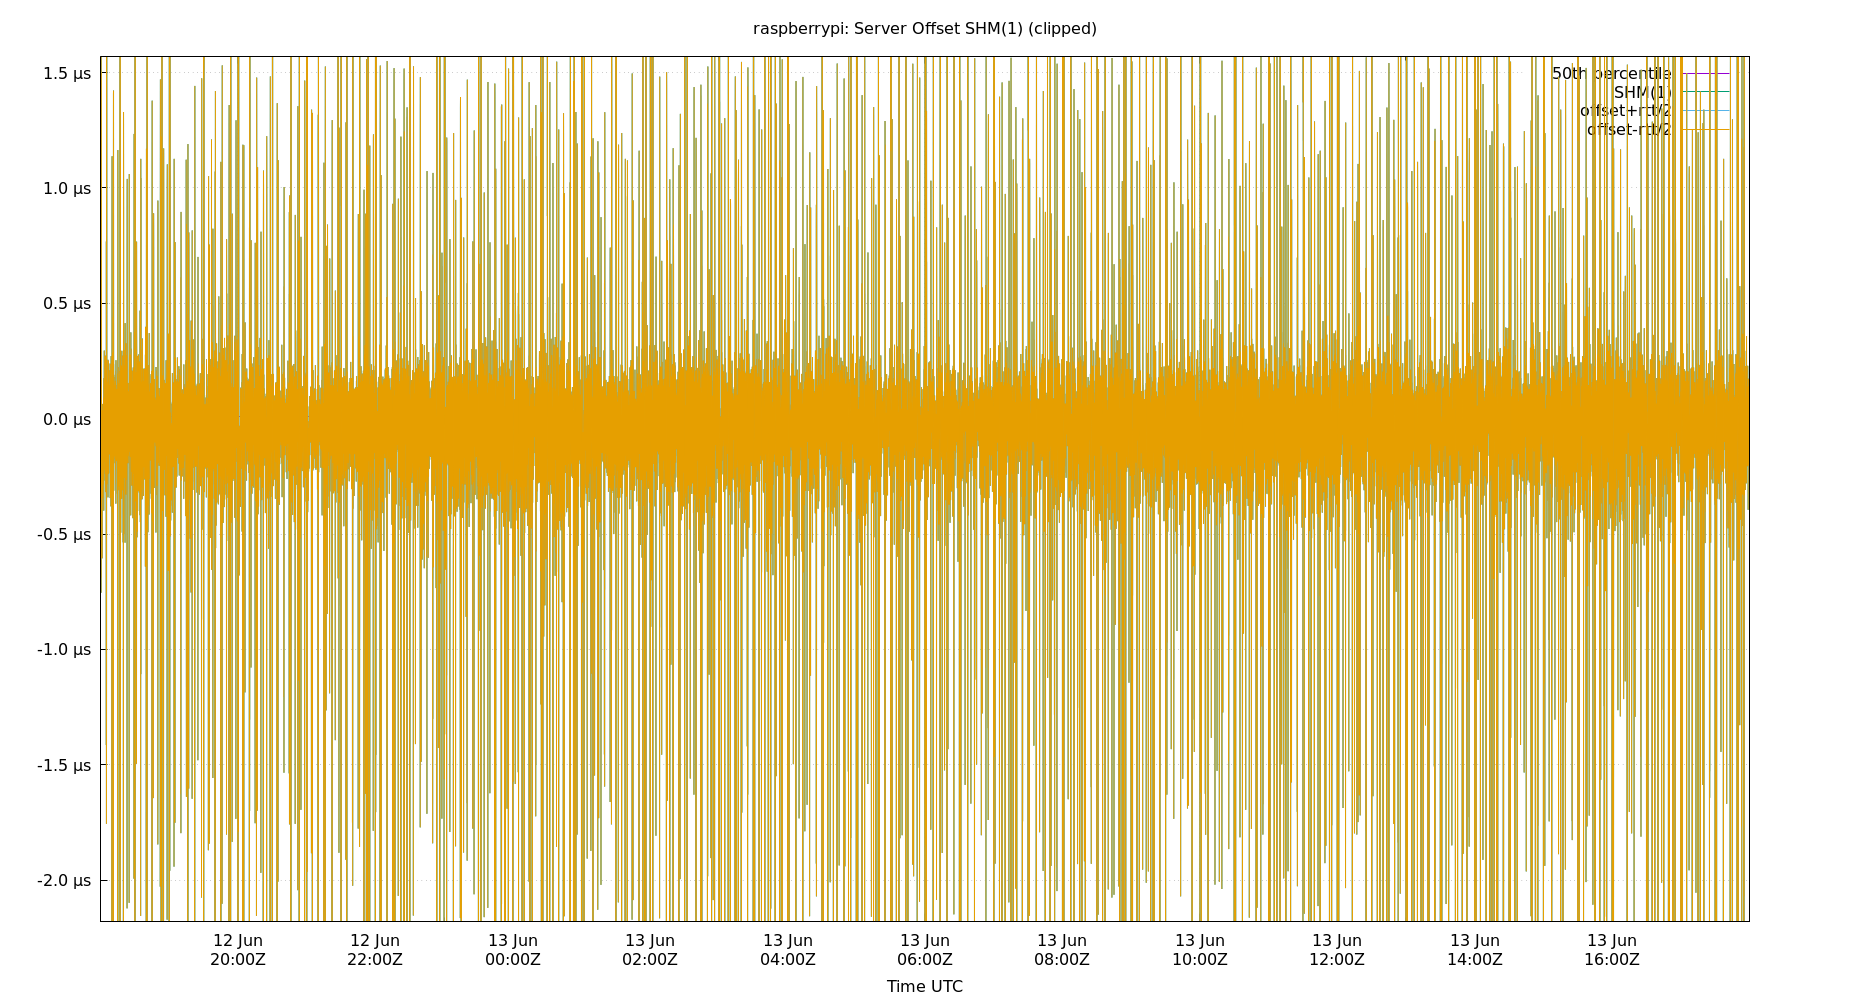 raspberrypi: Server Offset SHM(1) (clipped)
1.5 µs
1.0 µs
0.5 µs
0.0 µs
-0.5 µs
-1.0 µs
-1.5 µs
-2.0 µs
50th percentile
SHM(1)
offset+rtt/2
offset-rtt/2
12 Jun 12 Jun 13 Jun 13 Jun 13 Jun 13 Jun 13 Jun 13 Jun 13 Jun 13 Jun 13 Jun
20:00Z 22:00Z 00:00Z 02:00Z 04:00Z 06:00Z 08:00Z 10:00Z 12:00Z 14:00Z 16:00Z
Time UTC